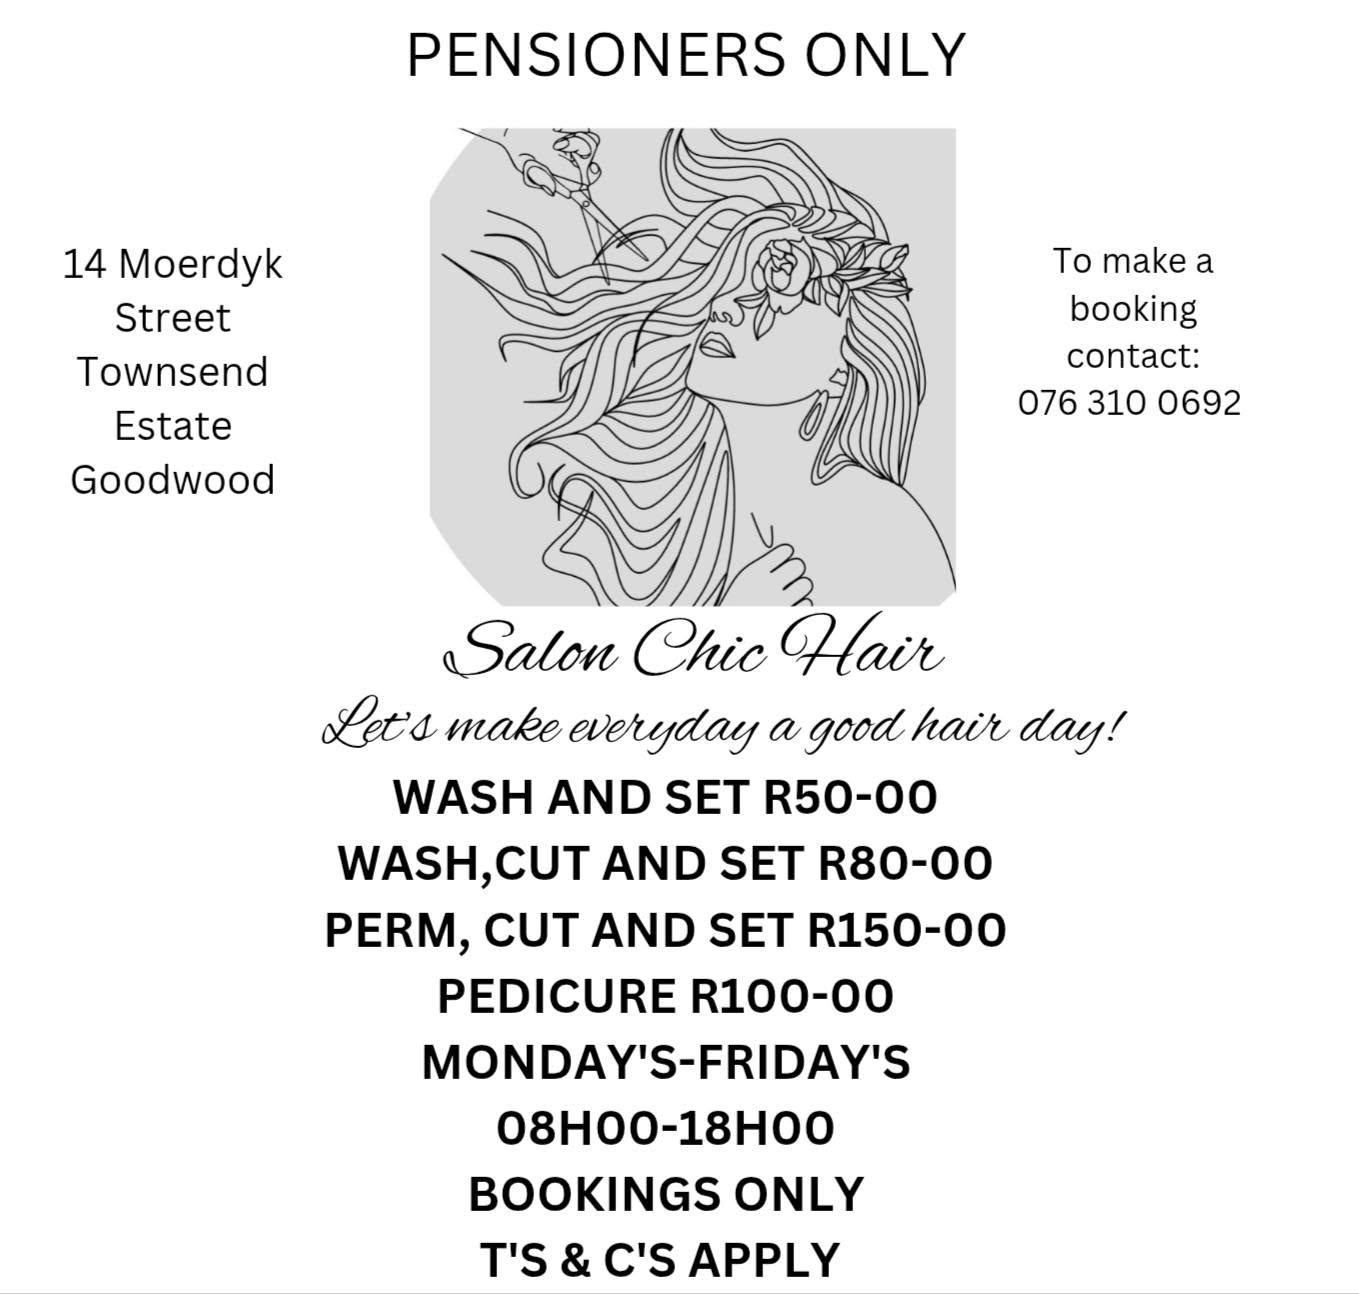 PENSIONERS ONLY
14 Moerdyk
Street
Townsend
Estate
Goodwood
To make a
booking
contact:
076 310 0692
Salon Chic Hair
Let's make everyday a good hair day!
WASH AND SET R50-00
WASH,CUT AND SET R80-00
PERM, CUT AND SET R150-00
PEDICURE R100-00
MONDAY'S-FRIDAY'S
08H00-18H00
BOOKINGS ONLY
T'S & C'S APPLY